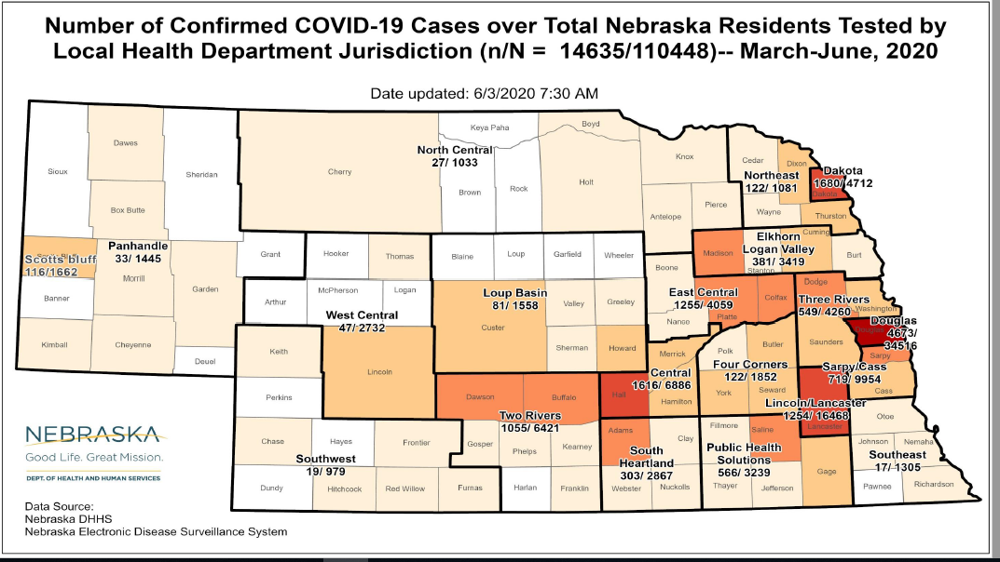 Number of Confirmed COVID-19 Cases over Total Nebraska Residents Tested by
Local Health Department Jurisdiction (n/N = 14635/110448)-- March-June, 2020
Date updated: 6/3/2020 7:30 AM
Sioux
Dawes
Sheridan
Box Butte
Scotts bluff
116/1662
Panhandle
33/ 1445
Morrill
Garden
Banner
Kimball
Cheyenne
Deuel
Cherry
Keya Paha
Boyd
North Central
27/ 1033
Brown
Rock
Holt
Knox
Antelope
Pierce
Cedar
Dixon
Northeast
122/ 1081
Wayne
Thurston
Dakota
1680/ 4712
Dakota
Grant
Hooker
Thomas
Arthur
McPherson
Logan
West Central
47/ 2732
Keith
Lincoln
Perkins
Blaine
Loup
Garfield
Wheeler
Loup Basin
81/ 1558
Custer
Valley
Greeley
Sherman
Howard
Boone
Madison
Stanton
Cuming
Burt
Elkhorn
Logan Valley
381/ 3419
East Central
1255/ 4059
Colfax
Platte
Nance
Dodge
Three Rivers
549/ 4260
Washington
Saunders
Douglas
4673/
34516
Douglas
Sarpy
Sarpy/Cass
719/ 9954
Cass
Merrick
Central
1616/ 6886
Hall
Hamilton
Polk
Butler
Four Corners
122/ 1852
York
Seward
Lincoln/Lancaster
1254/ 16468
Lancaster
Dawson
Buffalo
Two Rivers
1055/ 6421
Gosper
Phelps
Kearney
Harlan
Franklin
Chase
Hayes
Frontier
Southwest
19/ 979
Dundy
Hitchcock
Red Willow
Furnas
Adams
Clay
South
Heartland
303/ 2867
Webster
Nuckolls
Fillmore
Saline
Public Health
Solutions
566/ 3239
Thayer
Jefferson
Gage
Otoe
Johnson
Nemaha
Southeast
17/ 1305
Pawnee
Richardson
NEBRASKA
Good Life. Great Mission.
DEPT. OF HEALTH AND HUMAN SERVICES
Data Source:
Nebraska DHHS
Nebraska Electronic Disease Surveillance System